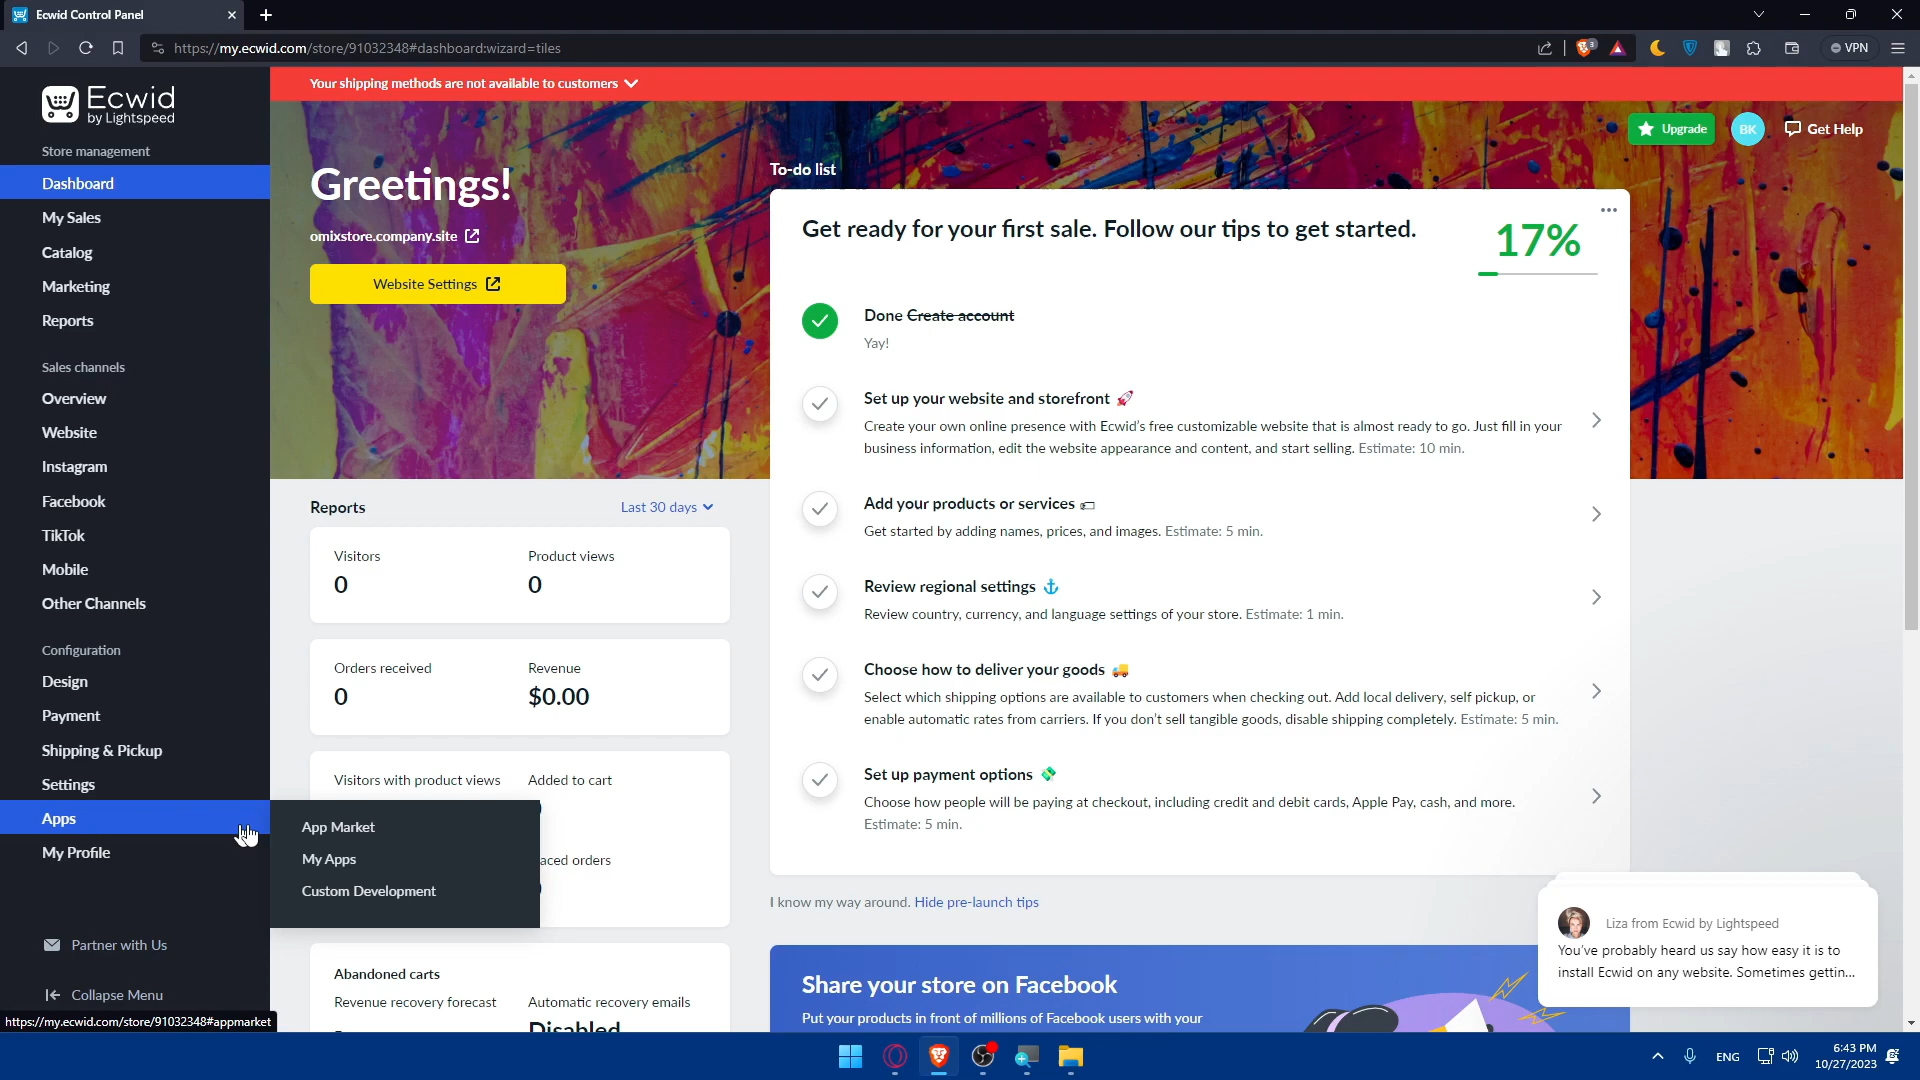 Ecwid Control Panel
https://my.ecwid.com/store/91032348#dashboard:wizard=tiles
3
VPN
Ecwid
by Lightspeed
Your shipping methods are not available to customers
Upgrade
BK
Get Help
Store management
Dashboard
My Sales
Catalog
Marketing
Reports
Sales channels
Overview
Website
Instagram
Facebook
TikTok
Mobile
Other Channels
Configuration
Design
Payment
Shipping & Pickup
Settings
Apps
My Profile
Partner with Us
Collapse Menu
https://my.ecwid.com/store/91032348#appmarket
App Market
My Apps
Custom Development
Greetings!
omixstore.company.site
Website Settings
Reports
Last 30 days
Visitors
Product views
0
0
Orders received
Revenue
0
$0.00
Visitors with product views
Added to cart
aced orders
Abandoned carts
Revenue recovery forecast
Automatic recovery emails
Disabled
To-do list
Get ready for your first sale. Follow our tips to get started.
17%
Done Create account
Yay!
Set up your website and storefront
Create your own online presence with Ecwid's free customizable website that is almost ready to go. Just fill in your
business information, edit the website appearance and content, and start selling. Estimate: 10 min.
Add your products or services
Get started by adding names, prices, and images. Estimate: 5 min.
Review regional settings
Review country, currency, and language settings of your store. Estimate: 1 min.
Choose how to deliver your goods
Select which shipping options are available to customers when checking out. Add local delivery, self pickup, or
enable automatic rates from carriers. If you don't sell tangible goods, disable shipping completely. Estimate: 5 min.
Set up payment options
Choose how people will be paying at checkout, including credit and debit cards, Apple Pay, cash, and more.
Estimate: 5 min.
I know my way around. Hide pre-launch tips
Share your store on Facebook
Put your products in front of millions of Facebook users with your
Liza from Ecwid by Lightspeed
You've probably heard us say how easy it is to
install Ecwid on any website. Sometimes gettin...
ENG
6:43 PM
10/27/2023